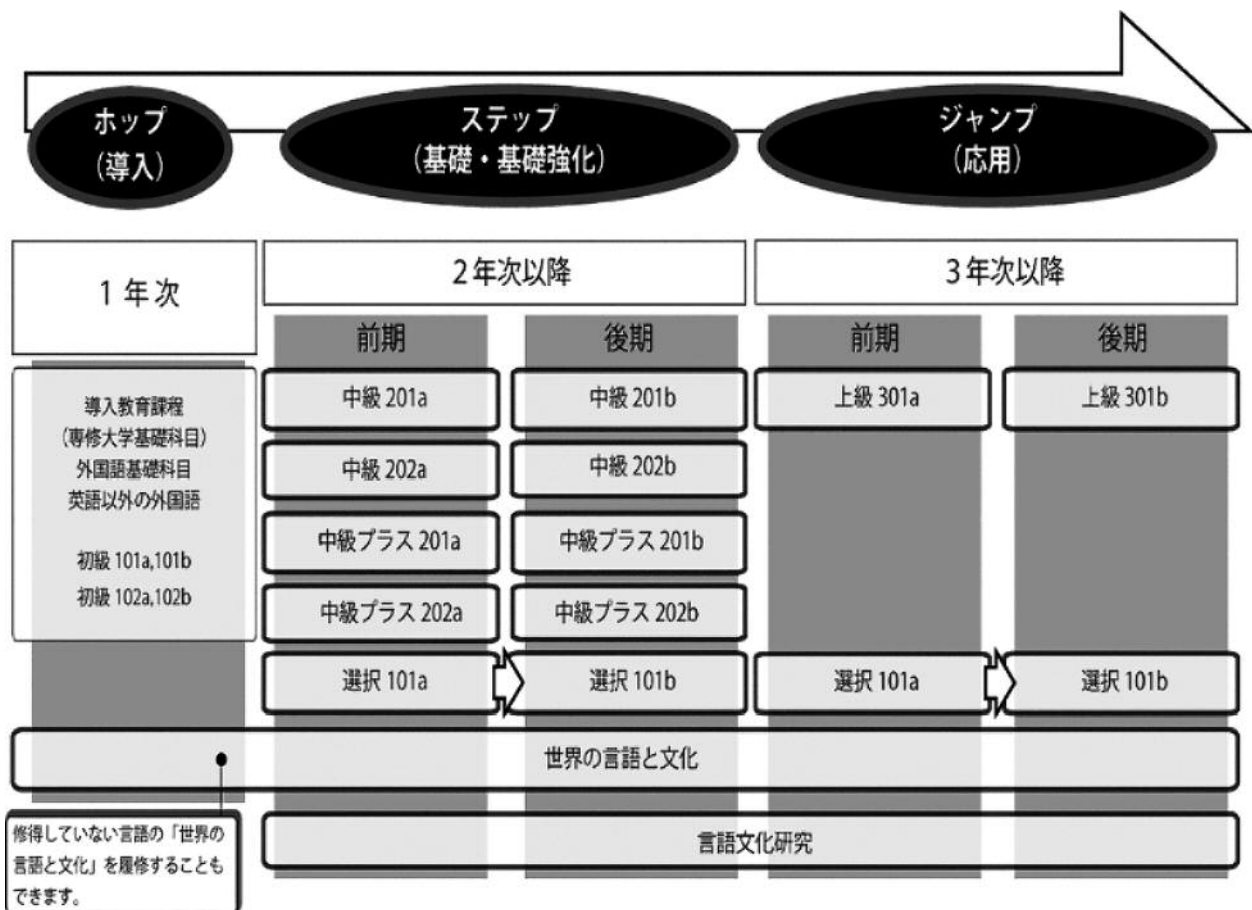 ホップ
（導入）
ステップ
（基礎・基礎強化）
ジャンプ
（応用）
1年次
2年次以降
3年次以降
前期
後期
前期
後期
導入教育課程
（専修大学基礎科目）
外国語基礎科目
英語以外の外国語
初級 101a,101b
初級 102a,102b
中級 201a
中級 201b
上級 301a
上級 301b
中級 202a
中級 202b
中級プラス 201a
中級プラス 201b
中級プラス 202a
中級プラス 202b
選択 101a
選択 101b
選択 101a
選択 101b
世界の言語と文化
修得していない言語の「世界の
言語と文化」を履修することも
できます。
言語文化研究